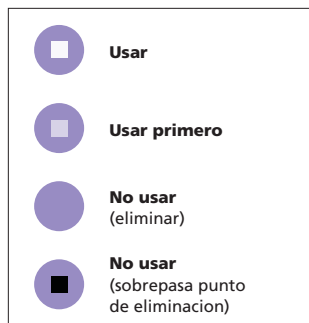 Usar
Usar primero
No usar
(eliminar)
No usar
(sobrepasa punto
de eliminacion)